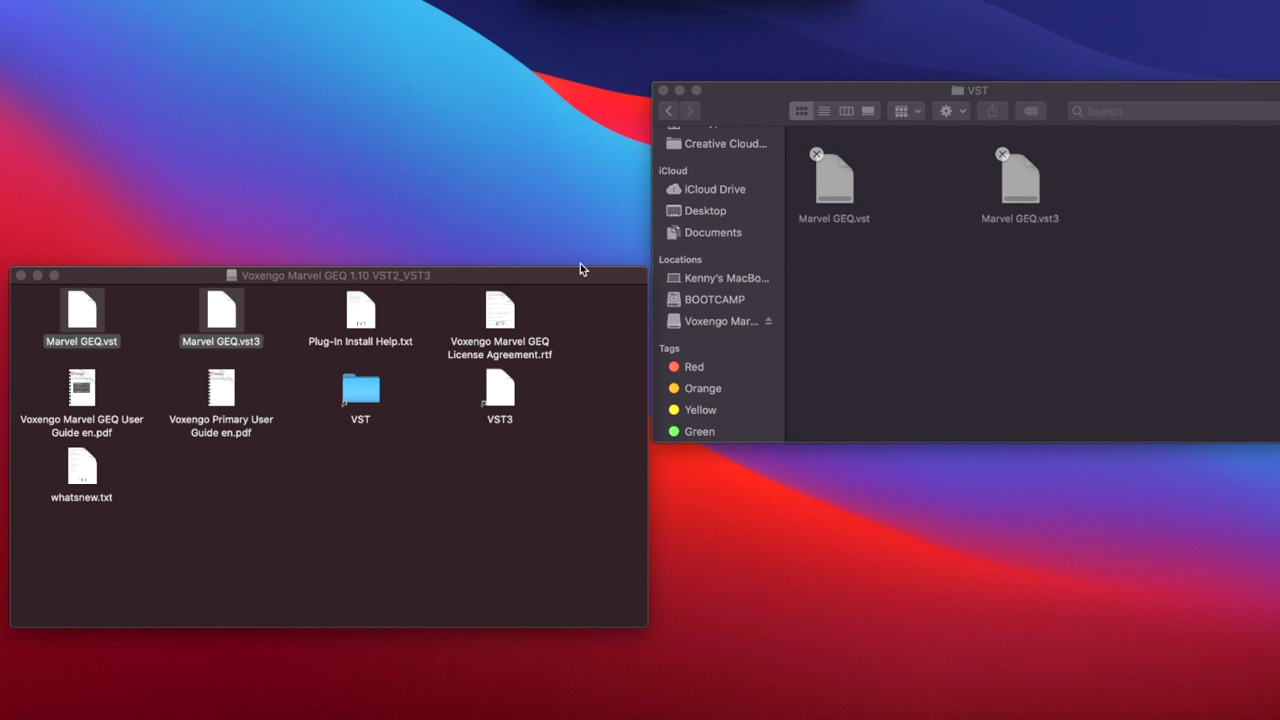 VST
Search
Creative Cloud...
iCloud
iCloud Drive
Desktop
Documents
Locations
Kenny's MacBo...
BOOTCAMP
Voxengo Mar...
Tags
Red
Orange
Yellow
Green
Marvel GEQ.vst
Marvel GEQ.vst3
Voxengo Marvel GEQ 1.10 VST2_VST3
Marvel GEQ.vst
Marvel GEQ.vst3
TXT
Plug-In Install Help.txt
Voxengo Marvel GEQ
License Agreement.rtf
Voxengo Marvel GEQ User
Guide en.pdf
Voxengo Primary User
Guide en.pdf
VST
VST3
whatsnew.txt